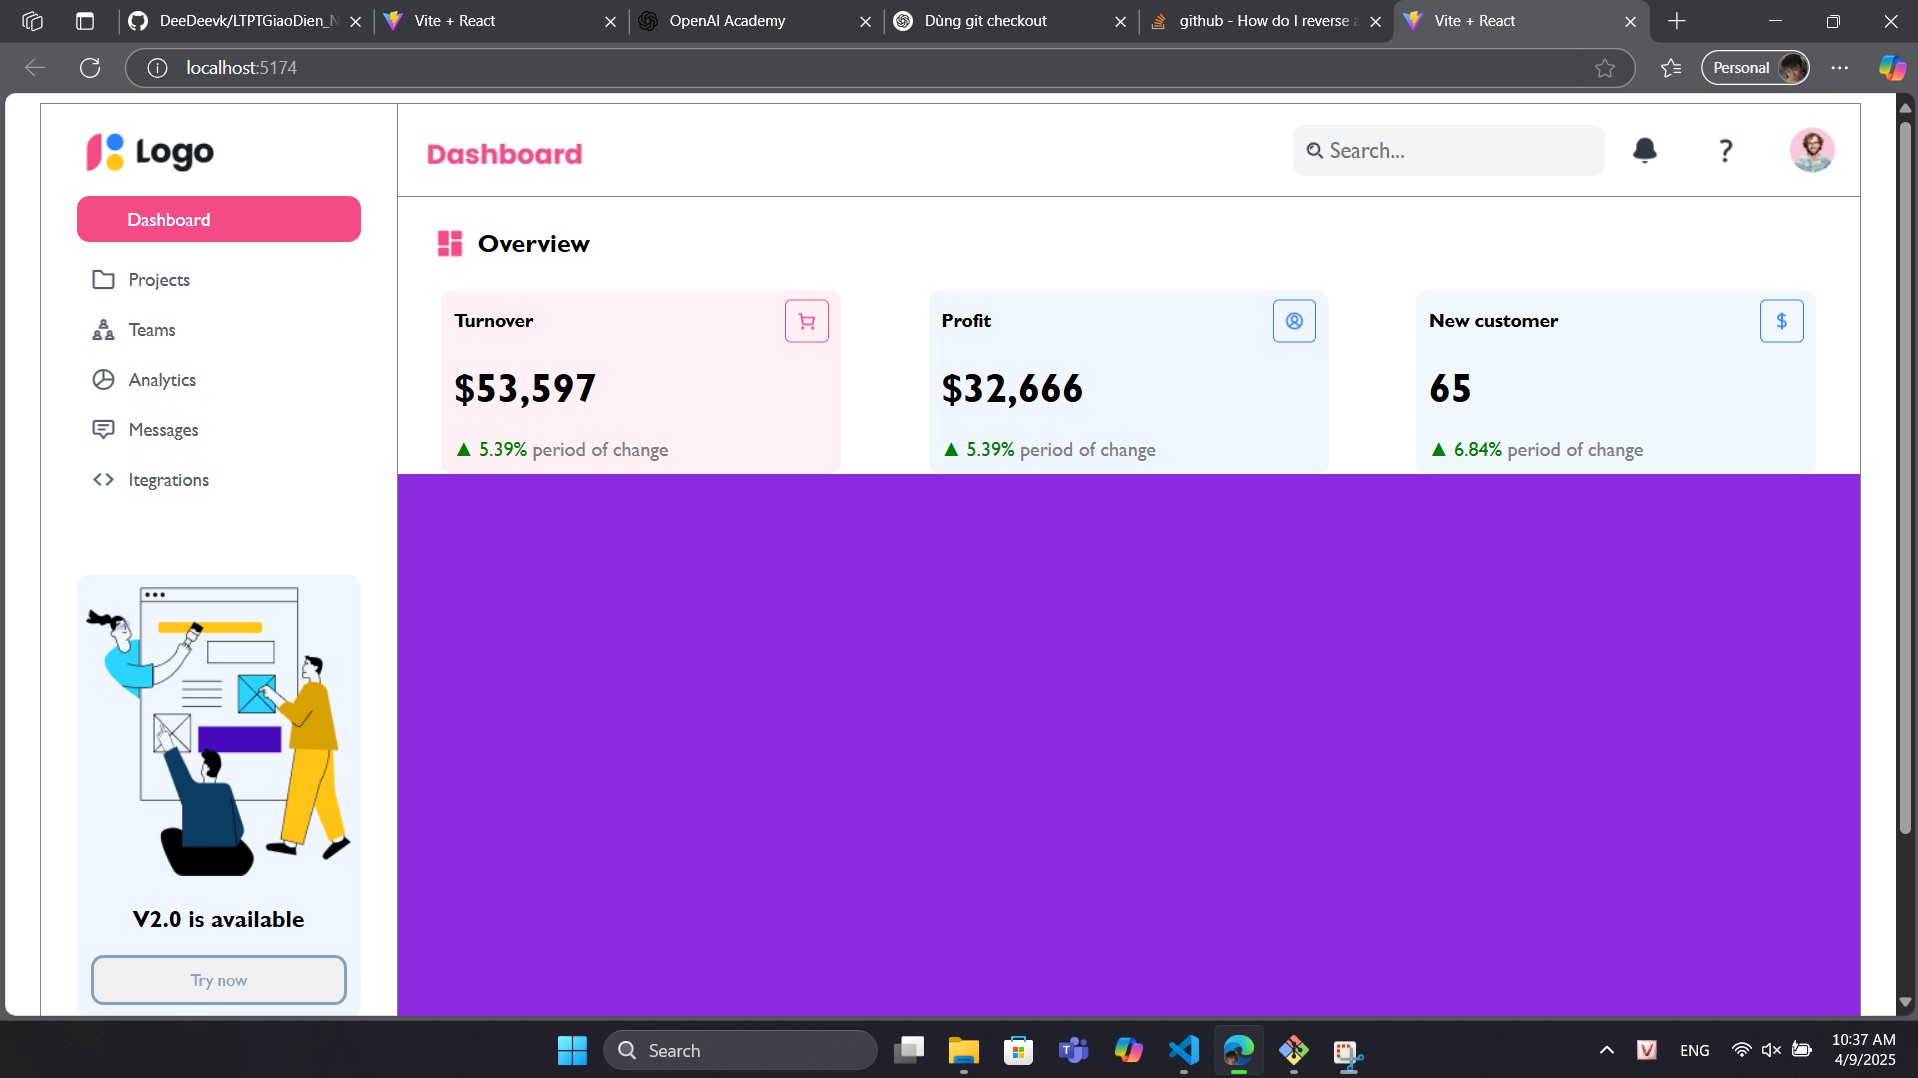 DeeDeevk/LTPTGiaoDien_N
Vite + React
OpenAI Academy
Dùng git checkout
github - How do I reverse a
Vite + React
localhost:5174
Personal
Logo
Dashboard
Search...
?
Dashboard
Projects
Teams
Analytics
Messages
Itegrations
Overview
Turnover
$53,597
▲ 5.39% period of change
Profit
$32,666
▲ 5.39% period of change
New customer
$
65
▲ 6.84% period of change
V2.0 is available
Try now
Search
ENG
10:37 AM
4/9/2025